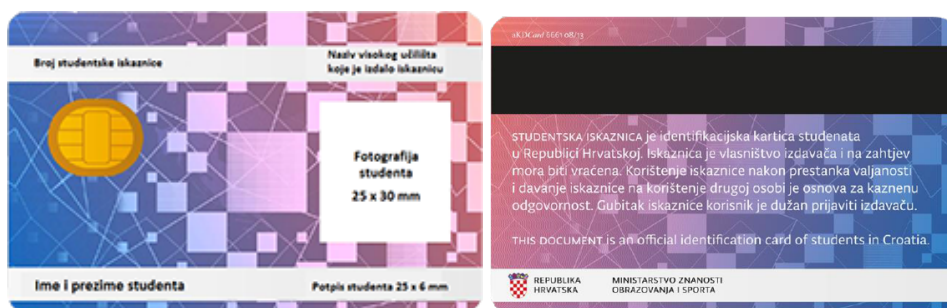 Broj studentske iskaznice
Naziv visokog učilišta
koje je izdalo iskaznicu
Fotografija
studenta
25 x 30 mm
Ime i prezime studenta
Potpis studenta 25 x 6 mm
STUDENTSKA ISKAZNICA je identifikacijska kartica studenata
u Republici Hrvatskoj. Iskaznica je vlasništvo izdavača i na zahtjev
mora biti vraćena. Korištenje iskaznice nakon prestanka valjanosti
i davanje iskaznice na korištenje drugoj osobi je osnova za kaznenu
odgovornost. Gubitak iskaznice korisnik je dužan prijaviti izdavaču.
THIS DOCUMENT is an official identification card of students in Croatia.
REPUBLIKA
HRVATSKA
MINISTARSTVO ZNANOSTI
OBRAZOVANJA I SPORTA